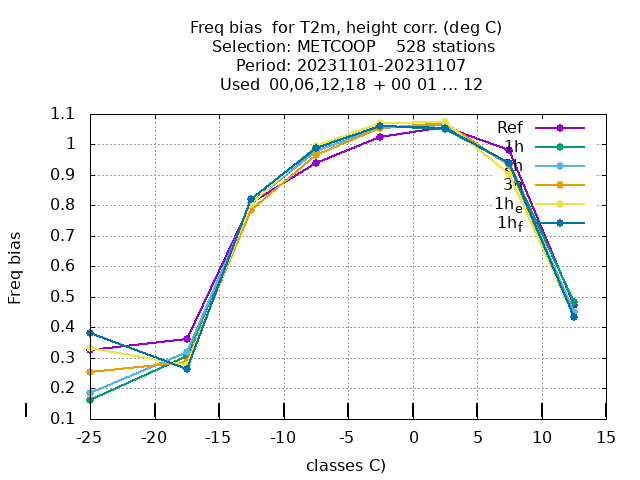 Freq bias for T2m, height corr. (deg C)
Selection: METCOOP 528 stations
Period: 20231101-20231107
Used 00,06,12,18 + 00 01 ... 12
1.1
1
0.9
0.8
0.7
0.6
0.5
0.4
0.3
0.2
0.1
Freq bias
Ref
1h
3h
1h_e
1h_f
-25
-20
-15
-10
-5
0
5
10
15
classes C)